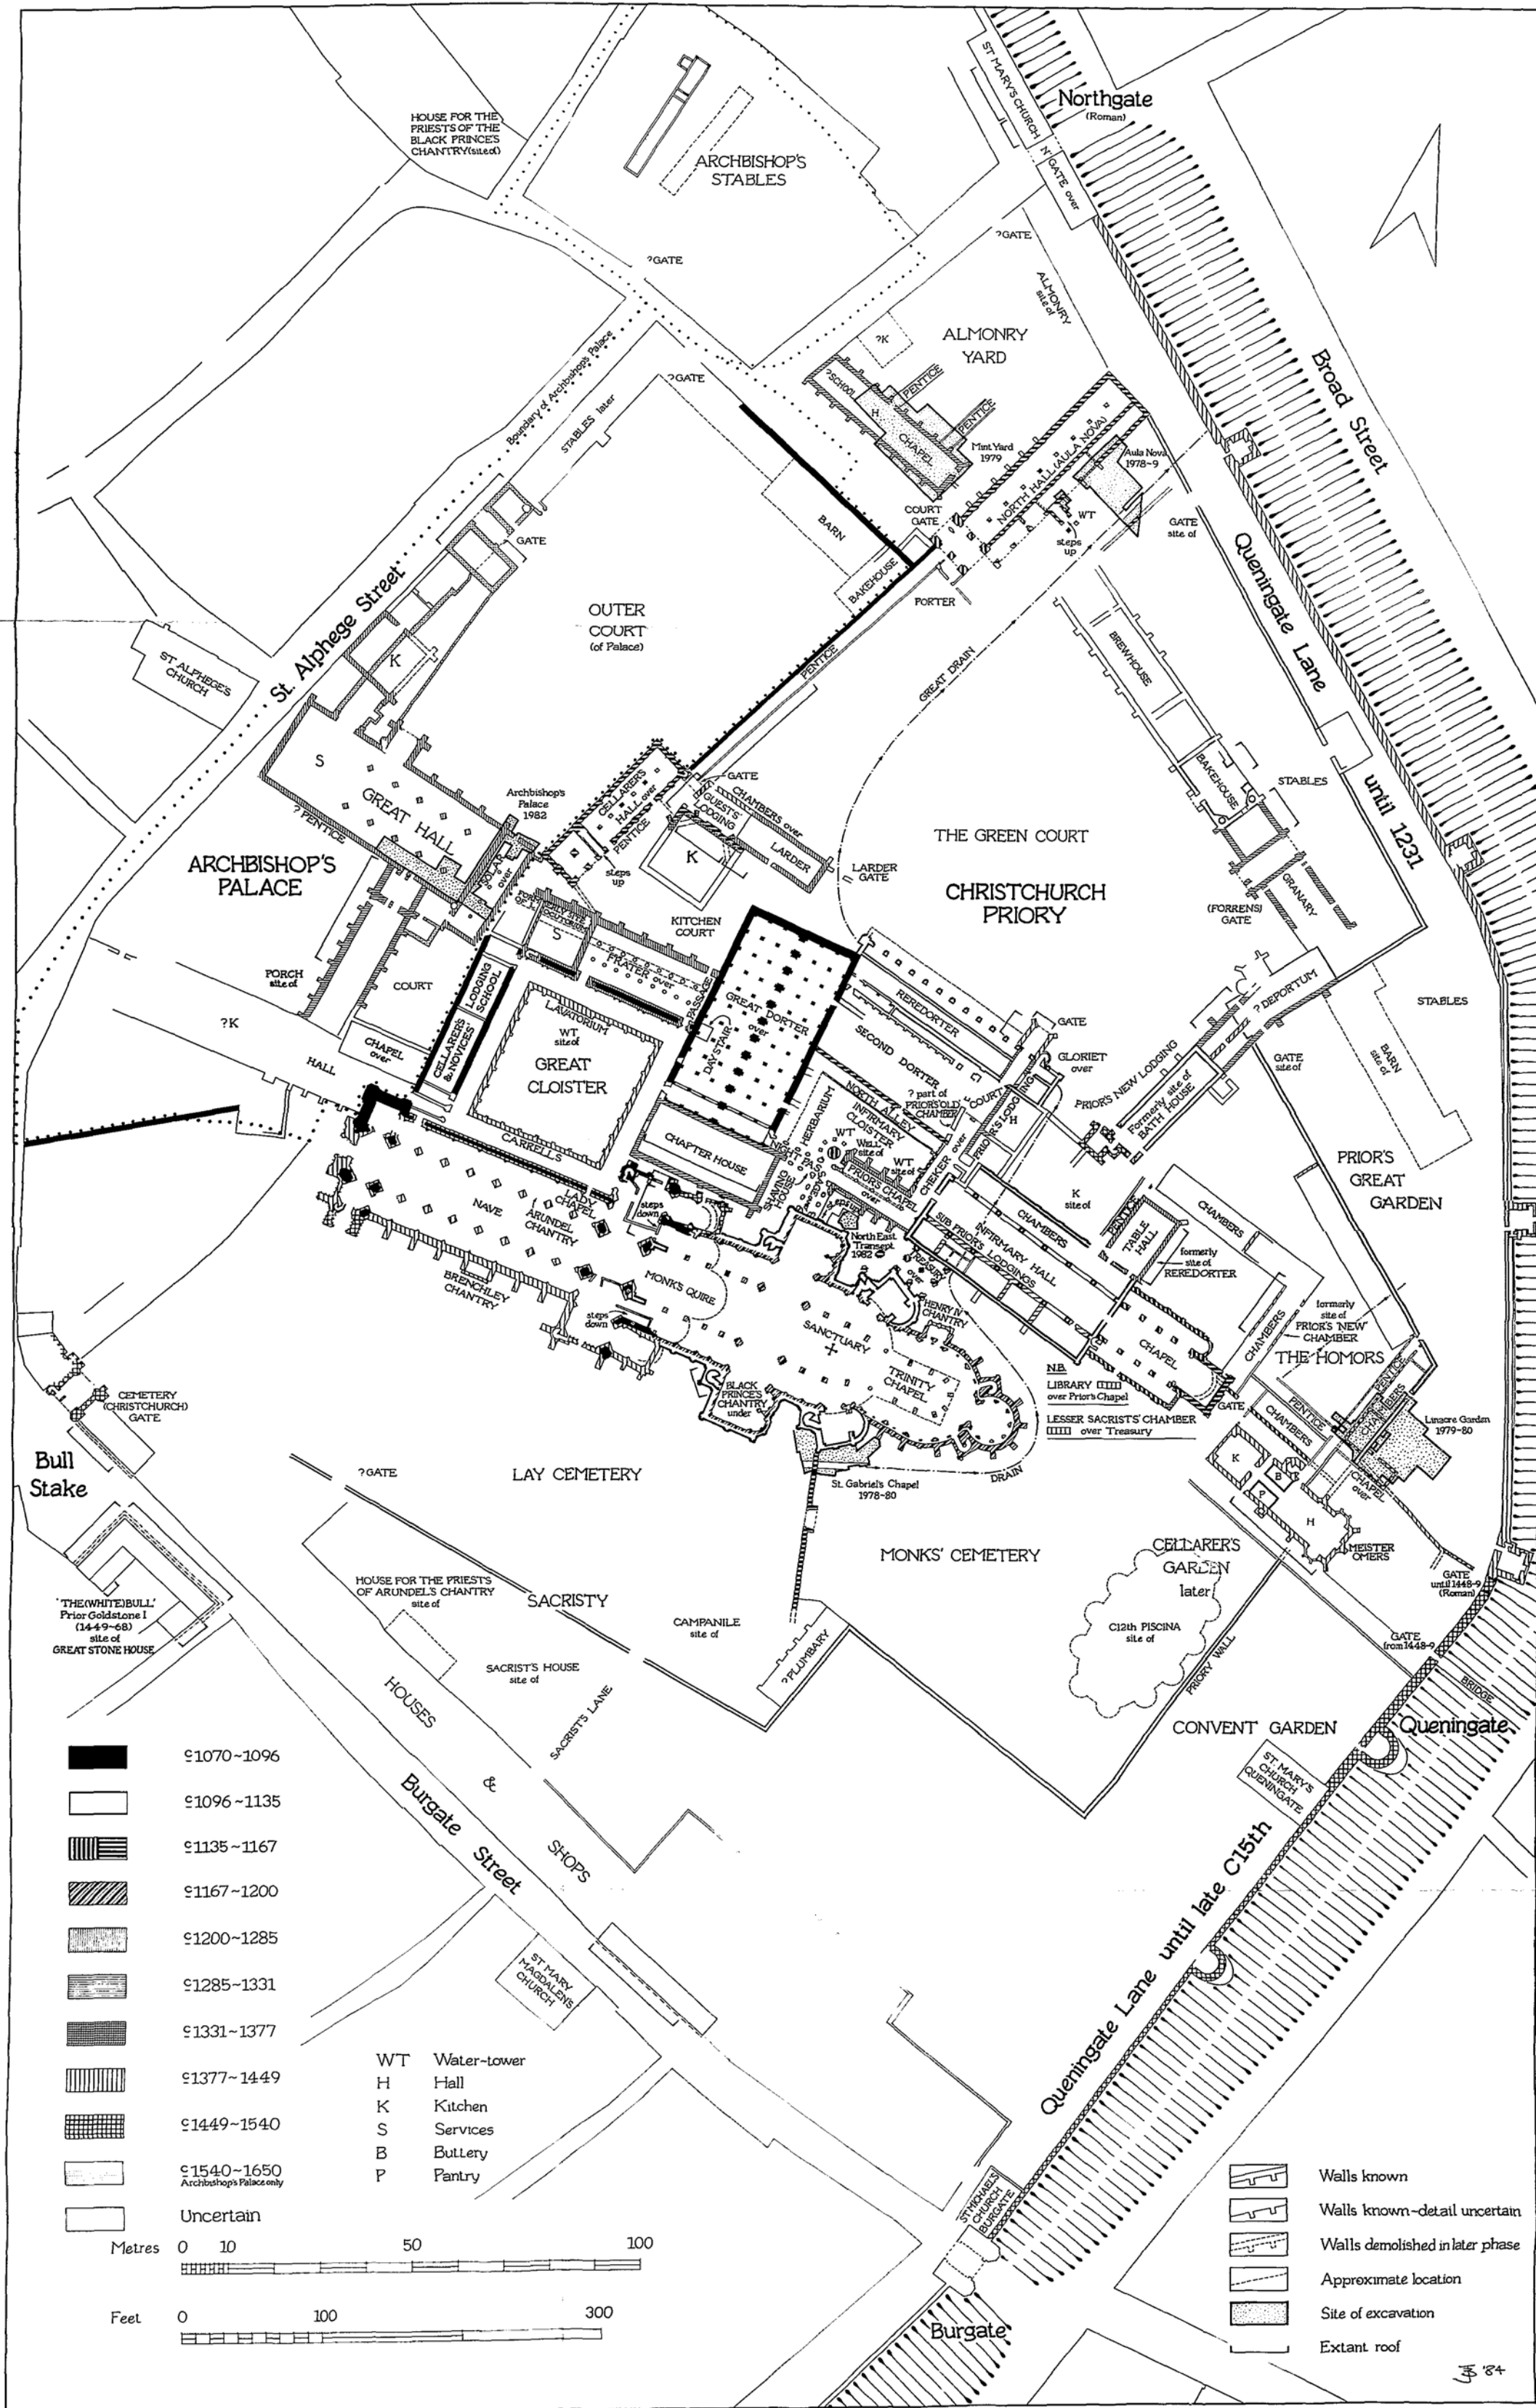 HOUSE FOR THE
PRIESTS OF THE
BLACK PRINCE'S
CHANTRY (site of)
ARCHBISHOP'S
STABLES
ST MARY'S CHURCH
Northgate
(Roman)
Nth GATE over
?GATE
?GATE
ALMONRY
site of
Boundary of Archbishop's Palace
?GATE
STABLES later
?K
ALMONRY
YARD
?SCHOOL
H
CHAPEL
PENTICE
PENTICE
Mint Yard
1979
NORTH HALL (AULA NOVA)
Aula Nova
1978~9
WT
steps
up
COURT
GATE
BARN
BAKEHOUSE
PORTER
GATE
site of
Broad Street
Queningate Lane
until 1231
GATE
St. Alphege Street
OUTER
COURT
(of Palace)
ST ALPHEGE'S
CHURCH
K
PENTICE
GREAT DRAIN
BREWHOUSE
BAKEHOUSE
STABLES
GRANARY
(FORRENS)
GATE
S
GREAT HALL
? PENTICE
Archbishop's
Palace
1982
SOLAR
over
CELLARER'S
HALL over
PENTICE
steps
up
GATE
CHAMBERS over
GUESTS'
LODGING
LARDER
K
LARDER
GATE
THE GREEN COURT
CHRISTCHURCH
PRIORY
ARCHBISHOP'S
PALACE
KITCHEN
COURT
S
FRATER over
PASSAGE
GREAT DORTER
over
DAY STAIR
REREDORTER
SECOND DORTER
GATE
GLORIET
over
? DEPORTUM
STABLES
BARN
site of
GATE
site of
PORCH
site of
COURT
?K
CHAPEL
over
HALL
LODGING
SCHOOL
CELLARER'S
& NOVICES'
LAVATORIUM
WT
site of
GREAT
CLOISTER
CARRELLS
CHAPTER HOUSE
HERBARIUM
NORTH ALLEY
INFIRMARY
CLOISTER
WT
WELL
site of
WT
site of
? part of
PRIOR'S 'OLD'
CHAMBER
COURT
PRIOR'S LODGING
H
CHEKER over
PRIOR'S CHAPEL
over
NIGHT PASSAGE
SHAVING
HOUSE
PRIOR'S NEW LODGING
Formerly site of
BATH HOUSE
PRIOR'S
GREAT
GARDEN
K
site of
CHAMBERS
PENTICE
TABLE
HALL
CHAMBERS
formerly
site of
REREDORTER
INFIRMARY HALL
SUB PRIOR'S LODGINGS
NAVE
ARUNDEL
CHANTRY
LADY
CHAPEL
steps
down
MONKS' QUIRE
BRENCHLEY
CHANTRY
steps
down
North East
Transept
1982
TREASURY
over
HENRY IV
CHANTRY
SANCTUARY
TRINITY
CHAPEL
BLACK
PRINCE'S
CHANTRY
under
CHAPEL
CHAMBERS
formerly
site of
PRIOR'S 'NEW'
CHAMBER
THE HOMORS
N.B.
LIBRARY
over Prior's Chapel
LESSER SACRISTS' CHAMBER
over Treasury
GATE
CHAMBERS
PENTICE
PENTICE
CHAMBERS
Linacre Garden
1979-80
CHAPEL
over
K
B
P
H
MEISTER
OMERS
GATE
until 1448-9
(Roman)
GATE
from 1448-9
BRIDGE
CEMETERY
(CHRISTCHURCH)
GATE
Bull
Stake
?GATE
LAY CEMETERY
St. Gabriel's Chapel
1978-80
DRAIN
MONKS' CEMETERY
CELLARER'S
GARDEN
later
C12th PISCINA
site of
PRIORY WALL
'THE (WHITE) BULL'
Prior Goldstone I
(1449~68)
site of
GREAT STONE HOUSE
HOUSE FOR THE PRIESTS
OF ARUNDEL'S CHANTRY
site of
SACRISTY
CAMPANILE
site of
?PLUMBARY
SACRIST'S HOUSE
site of
SACRIST'S LANE
HOUSES
&
SHOPS
Burgate Street
CONVENT GARDEN
Queningate
ST. MARY'S
CHURCH
QUENINGATE
Queningate Lane until late C15th
ST MARY
MAGDALEN'S
CHURCH
ST MICHAEL'S
CHURCH
BURGATE
Burgate
c1070~1096
c1096~1135
c1135~1167
c1167~1200
c1200~1285
c1285~1331
c1331~1377
c1377~1449
c1449~1540
c1540~1650
Archbishop's Palace only
Uncertain
WT Water-tower
H Hall
K Kitchen
S Services
B Buttery
P Pantry
Metres 0 10 50 100
Feet 0 100 300
Walls known
Walls known-detail uncertain
Walls demolished in later phase
Approximate location
Site of excavation
Extant roof
'84